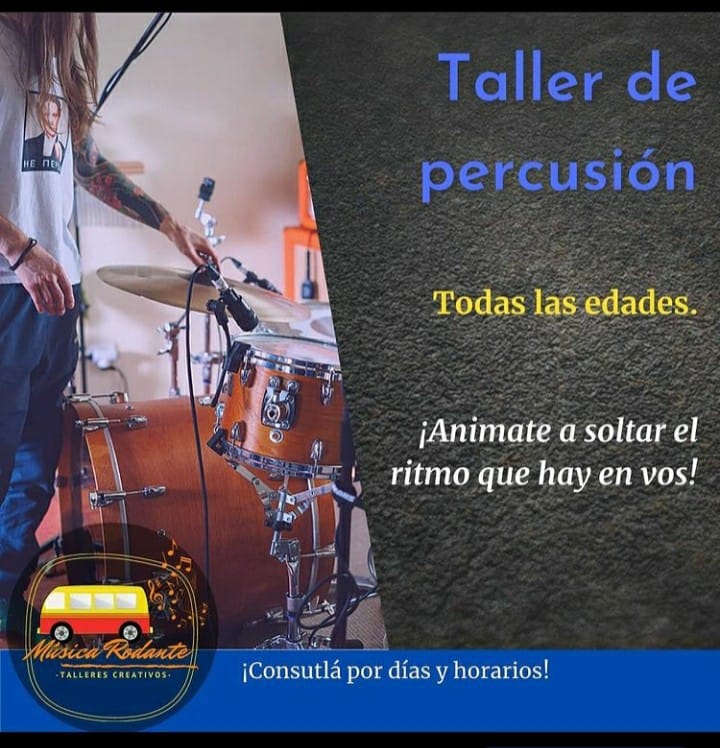 Taller de
percusión
Todas las edades.
¡Animate a soltar el
ritmo que hay en vos!
Música Rodante
-TALLERES CREATIVOS-
¡Consutlá por días y horarios!